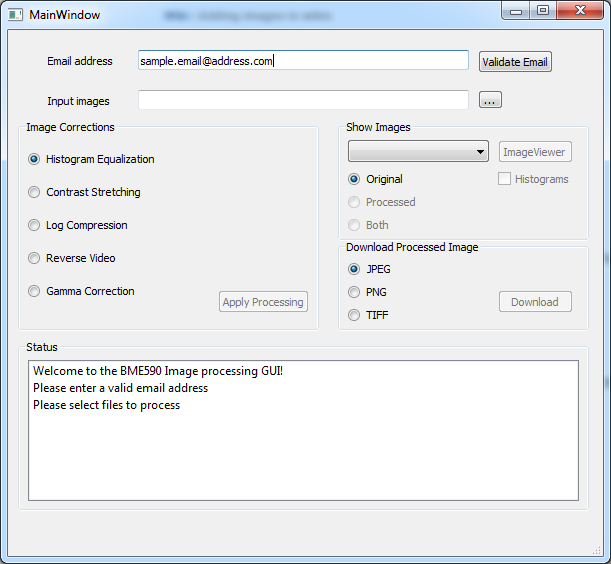 MainWindow
Email address
sample.email@address.com
Validate Email
Input images
...
Image Corrections
Histogram Equalization
Contrast Stretching
Log Compression
Reverse Video
Gamma Correction
Apply Processing
Show Images
ImageViewer
Original
Histograms
Processed
Both
Download Processed Image
JPEG
PNG
TIFF
Download
Status
Welcome to the BME590 Image processing GUI!
Please enter a valid email address
Please select files to process